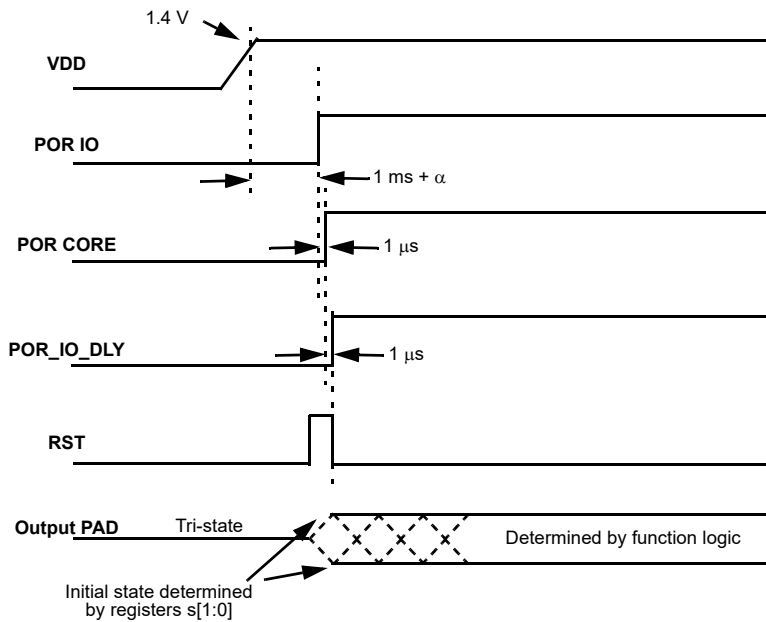 1.4 V
VDD
POR IO
1 ms + α
POR CORE
1 μs
POR_IO_DLY
1 μs
RST
Output PAD
Tri-state
Determined by function logic
Initial state determined
by registers s[1:0]